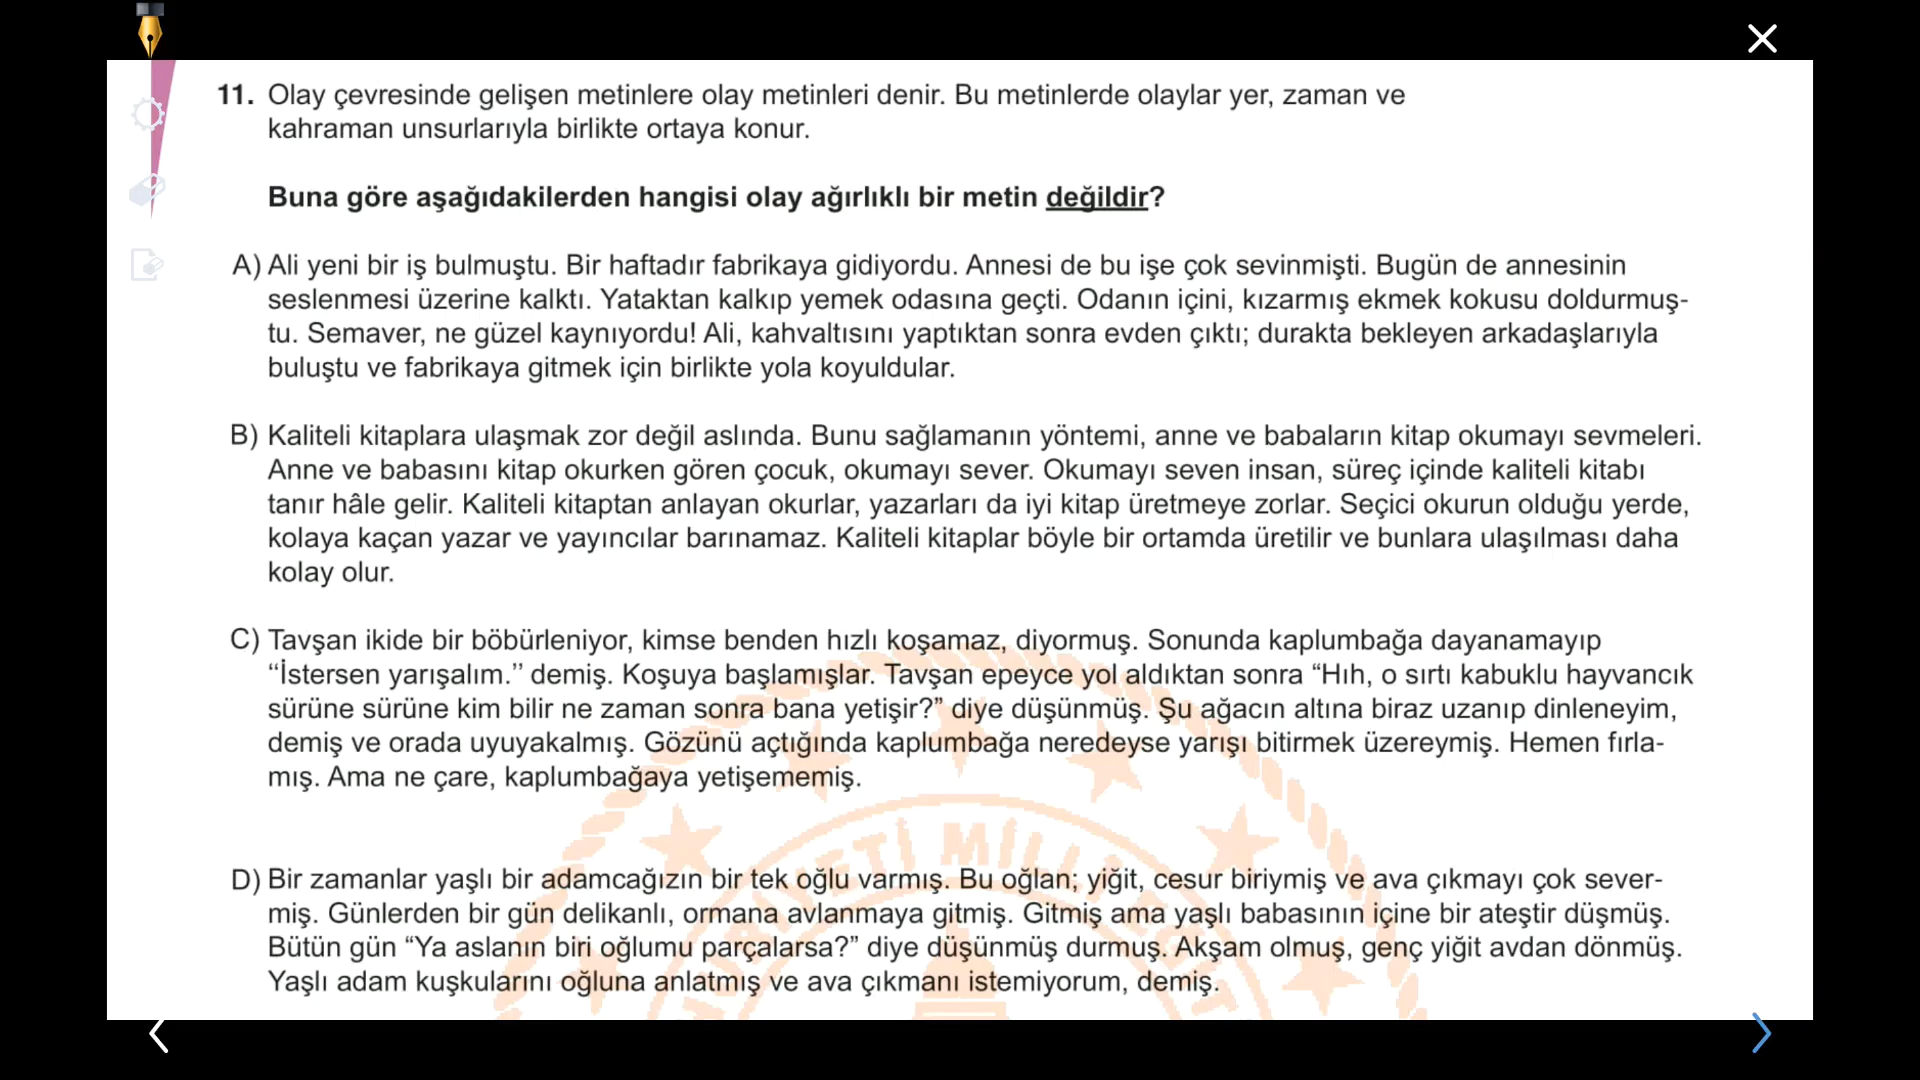 11. Olay çevresinde gelişen metinlere olay metinleri denir. Bu metinlerde olaylar yer, zaman ve
kahraman unsurlarıyla birlikte ortaya konur.
Buna göre aşağıdakilerden hangisi olay ağırlıklı bir metin değildir?
A) Ali yeni bir iş bulmuştu. Bir haftadır fabrikaya gidiyordu. Annesi de bu işe çok sevinmişti. Bugün de annesinin
seslenmesi üzerine kalktı. Yataktan kalkıp yemek odasına geçti. Odanın içini, kızarmış ekmek kokusu doldurmuş-
tu. Semaver, ne güzel kaynıyordu! Ali, kahvaltısını yaptıktan sonra evden çıktı; durakta bekleyen arkadaşlarıyla
buluştu ve fabrikaya gitmek için birlikte yola koyuldular.
B) Kaliteli kitaplara ulaşmak zor değil aslında. Bunu sağlamanın yöntemi, anne ve babaların kitap okumayı sevmeleri.
Anne ve babasını kitap okurken gören çocuk, okumayı sever. Okumayı seven insan, süreç içinde kaliteli kitabı
tanır hâle gelir. Kaliteli kitaptan anlayan okurlar, yazarları da iyi kitap üretmeye zorlar. Seçici okurun olduğu yerde,
kolaya kaçan yazar ve yayıncılar barınamaz. Kaliteli kitaplar böyle bir ortamda üretilir ve bunlara ulaşılması daha
kolay olur.
C) Tavşan ikide bir böbürleniyor, kimse benden hızlı koşamaz, diyormuş. Sonunda kaplumbağa dayanamayıp
‘‘İstersen yarışalım.’’ demiş. Koşuya başlamışlar. Tavşan epeyce yol aldıktan sonra “Hıh, o sırtı kabuklu hayvancık
sürüne sürüne kim bilir ne zaman sonra bana yetişir?” diye düşünmüş. Şu ağacın altına biraz uzanıp dinleneyim,
demiş ve orada uyuyakalmış. Gözünü açtığında kaplumbağa neredeyse yarışı bitirmek üzereymiş. Hemen fırla-
mış. Ama ne çare, kaplumbağaya yetişememiş.
D) Bir zamanlar yaşlı bir adamcağızın bir tek oğlu varmış. Bu oğlan; yiğit, cesur biriymiş ve ava çıkmayı çok sever-
miş. Günlerden bir gün delikanlı, ormana avlanmaya gitmiş. Gitmiş ama yaşlı babasının içine bir ateştir düşmüş.
Bütün gün “Ya aslanın biri oğlumu parçalarsa?” diye düşünmüş durmuş. Akşam olmuş, genç yiğit avdan dönmüş.
Yaşlı adam kuşkularını oğluna anlatmış ve ava çıkmanı istemiyorum, demiş.